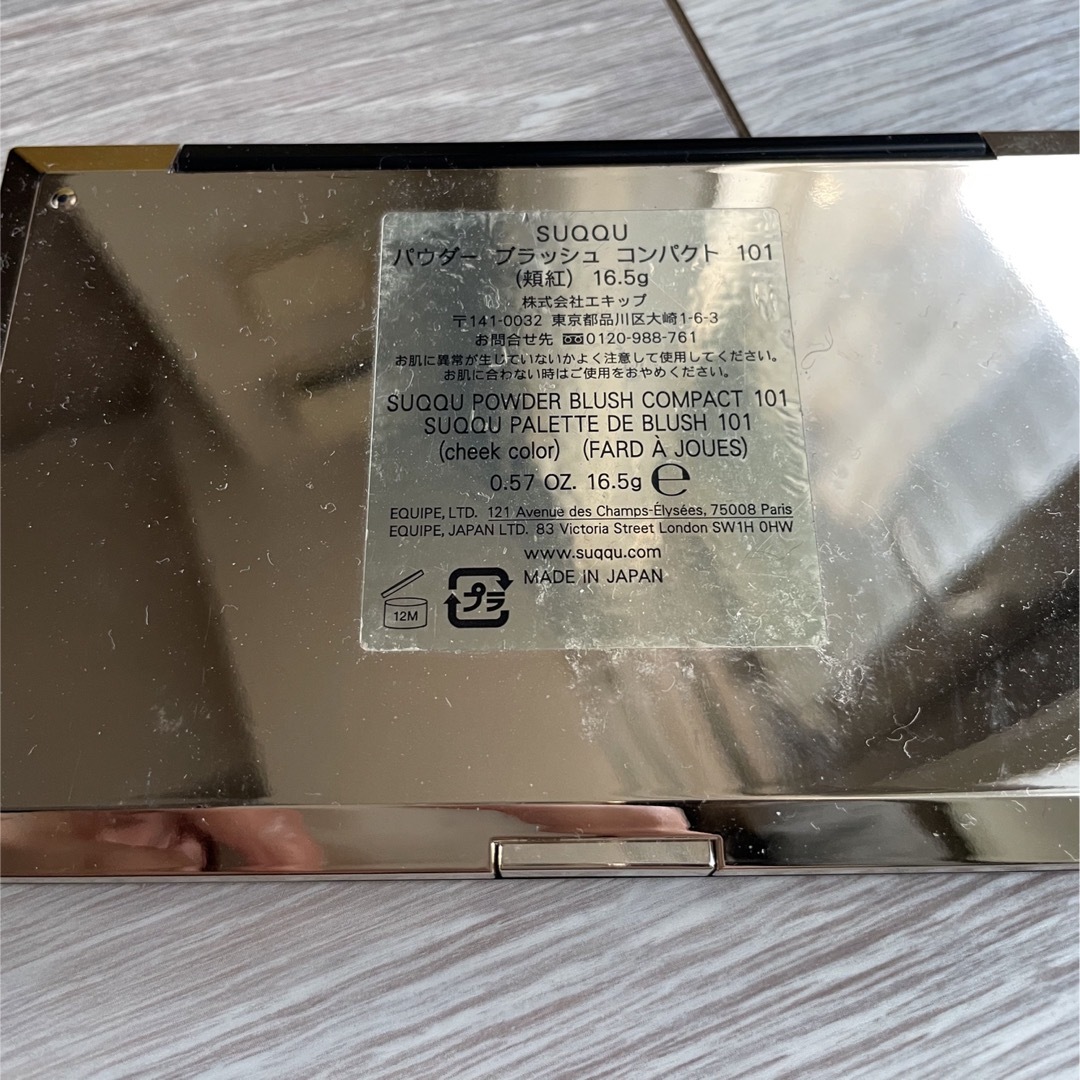 SUQQU
パウダー ブラッシュ コンパクト 101
(頬紅) 16.5g
株式会社エキップ
〒141-0032 東京都品川区大崎1-6-3
お問合せ先 0120-988-761
お肌に異常が生じていないかよく注意して使用してください。
お肌に合わない時はご使用をおやめください。
SUQQU POWDER BLUSH COMPACT 101
SUQQU PALETTE DE BLUSH 101
(cheek color) (FARD À JOUES)
0.57 OZ. 16.5g ℮
EQUIPE, LTD. 121 Avenue des Champs-Élysées, 75008 Paris
EQUIPE, JAPAN LTD. 83 Victoria Street London SW1H 0HW
www.suqqu.com
MADE IN JAPAN
12M
プラ